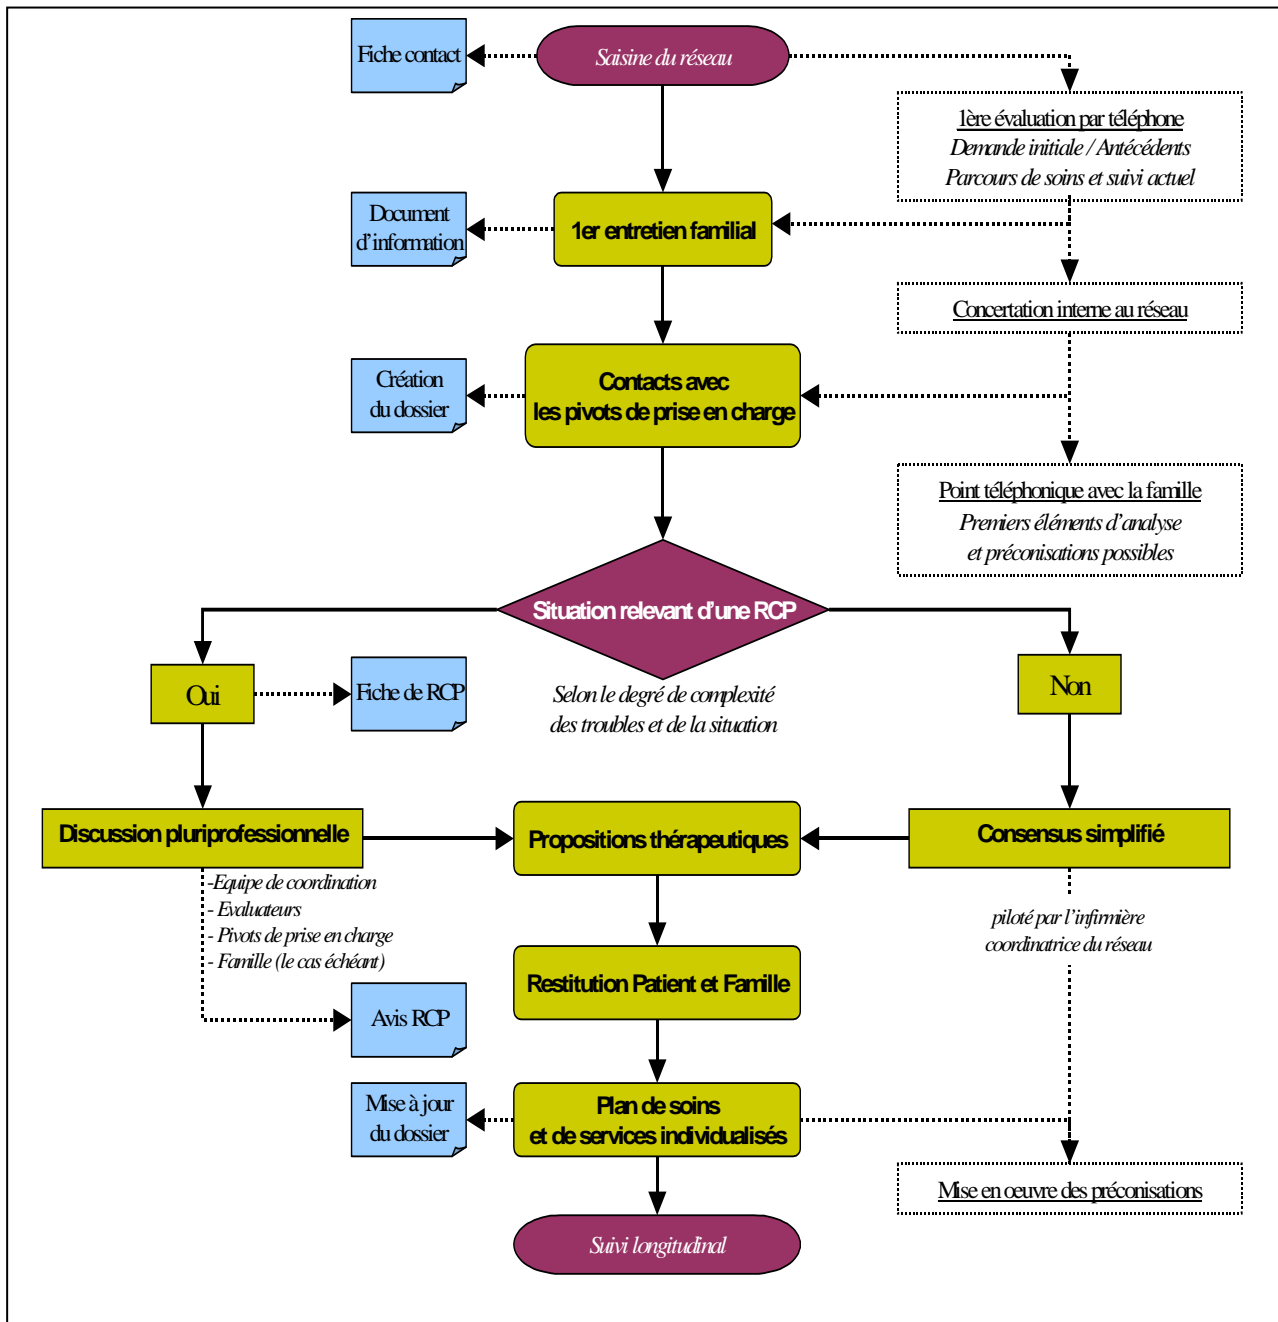 Fiche contact
Saisine du réseau
1ère évaluation par téléphone
Demande initiale / Antécédents
Parcours de soins et suivi actuel
Document
d'information
1er entretien familial
Concertation interne au réseau
Création
du dossier
Contacts avec
les pivots de prise en charge
Point téléphonique avec la famille
Premiers éléments d'analyse
et préconisations possibles
Situation relevant d'une RCP
Oui
Fiche de RCP
Selon le degré de complexité
des troubles et de la situation
Non
Discussion pluriprofessionnelle
Propositions thérapeutiques
Consensus simplifié
-Equipe de coordination
- Evaluateurs
- Pivots de prise en charge
- Famille (le cas échéant)
piloté par l'infirmière
coordinatrice du réseau
Restitution Patient et Famille
Avis RCP
Mise à jour
du dossier
Plan de soins
et de services individualisés
Mise en oeuvre des préconisations
Suivi longitudinal